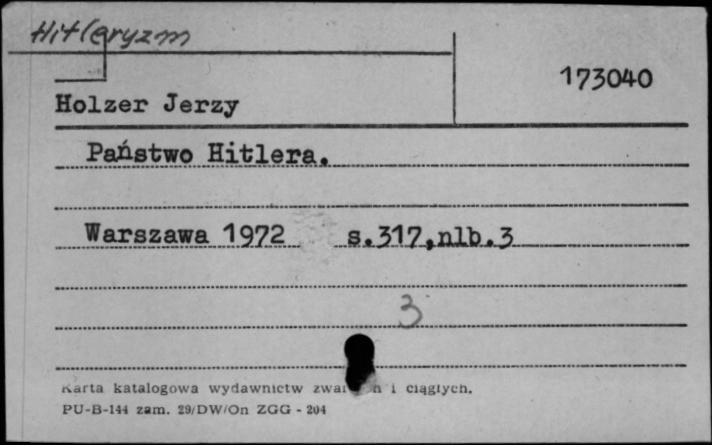 Hitleryzm
173040
Holzer Jerzy
Państwo Hitlera.
Warszawa 1972 s.317,nlb.3
3
Karta katalogowa wydawnictw i ciągłych.
PU-B-144 zam. 29/DW/On ZGG - 204